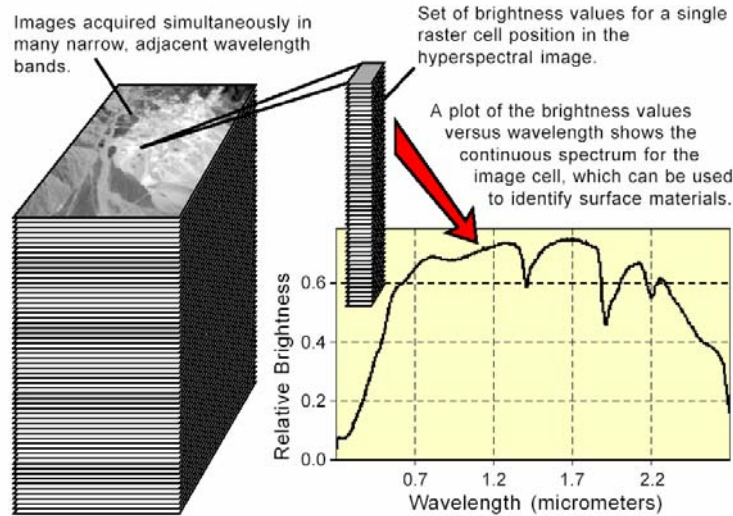 Images acquired simultaneously in
many narrow, adjacent wavelength
bands.
Set of brightness values for a single
raster cell position in the
hyperspectral image.
A plot of the brightness values
versus wavelength shows the
continuous spectrum for the
image cell, which can be used
to identify surface materials.
Relative Brightness
0.6
0.4
0.2
0.0
0.7 1.2 1.7 2.2
Wavelength (micrometers)